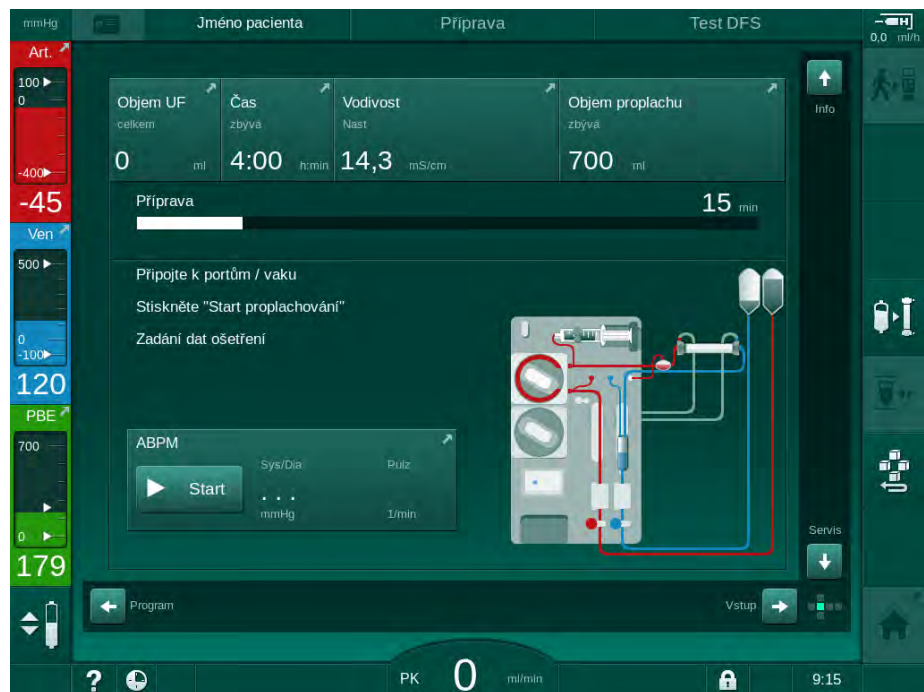 mmHg
Jméno pacienta
Příprava
Test DFS
0,0 ml/h
Art.
100
0
-400
-45
Ven
500
0
-100
120
PBE
700
0
179
Objem UF
celkem
0 ml
Čas
zbývá
4:00 h:min
Vodivost
Nast
14,3 mS/cm
Objem proplachu
zbývá
700 ml
Info
Příprava
15 min
Připojte k portům / vaku
Stiskněte "Start proplachování"
Zadání dat ošetření
ABPM
Start
Sys/Dia
. . .
mmHg
Pulz
1/min
Servis
Program
Vstup
?
PK 0 ml/min
9:15
H